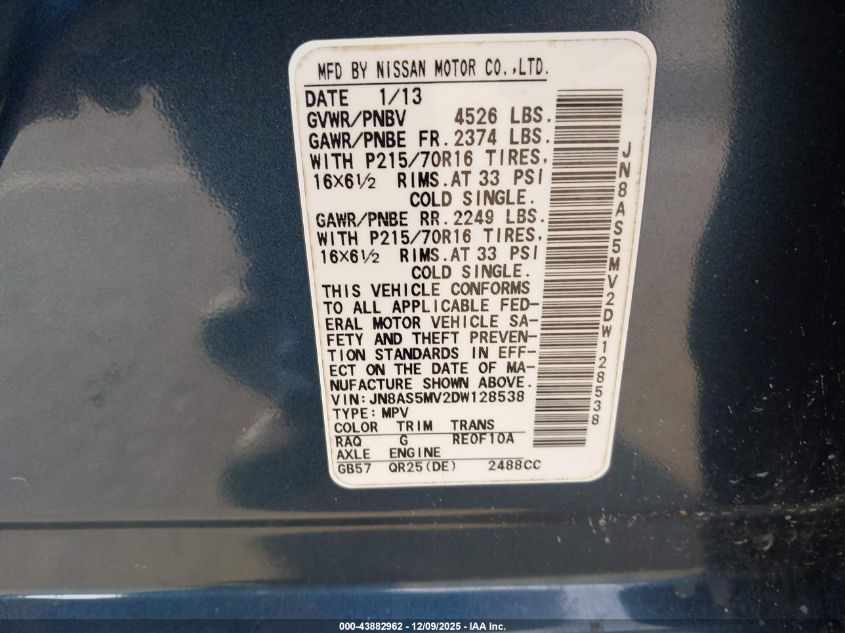 MFD BY NISSAN MOTOR CO.,LTD.
DATE 1/13
GVWR/PNBV 4526 LBS.
GAWR/PNBE FR. 2374 LBS.
WITH P215/70R16 TIRES,
16X6½ RIMS.AT 33 PSI
COLD SINGLE.
GAWR/PNBE RR. 2249 LBS.
WITH P215/70R16 TIRES,
16X6½ RIMS.AT 33 PSI
COLD SINGLE.
THIS VEHICLE CONFORMS
TO ALL APPLICABLE FED-
ERAL MOTOR VEHICLE SA-
FETY AND THEFT PREVEN-
TION STANDARDS IN EFF-
ECT ON THE DATE OF MA-
NUFACTURE SHOWN ABOVE.
VIN: JN8AS5MV2DW128538
TYPE: MPV
COLOR TRIM TRANS
RAQ G RE0F10A
AXLE ENGINE
GB57 QR25(DE) 2488CC
JN8AS5MV2DW128538
000-43882962 - 12/09/2025 - IAA Inc.